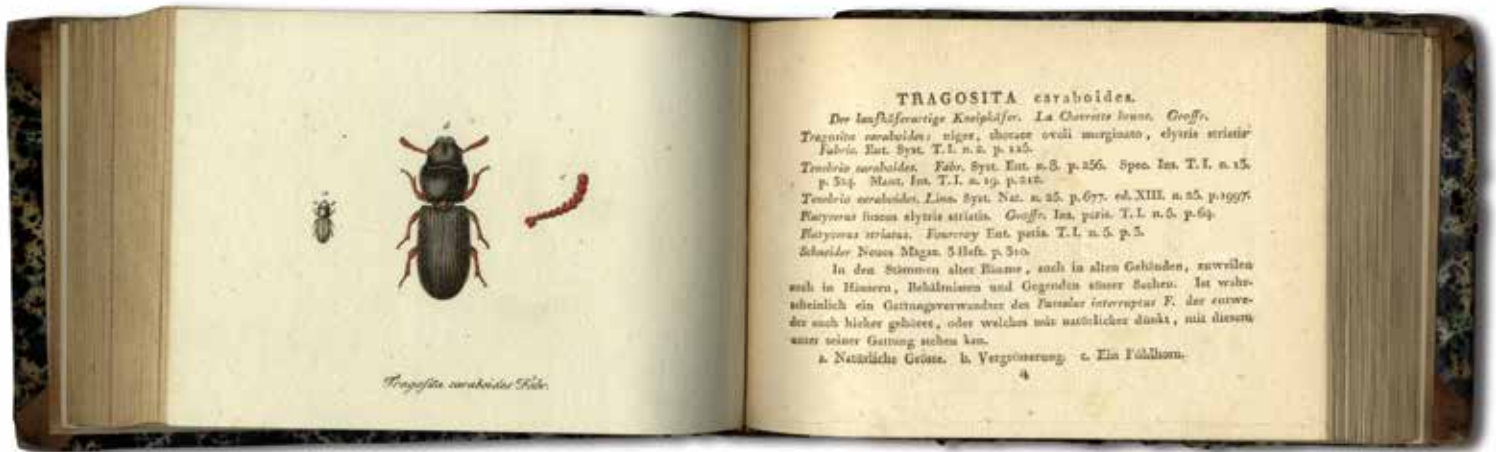 a
b
c
Tragosita caraboides Fabr.
TRAGOSITA caraboides.
Der laufkäferartige Kneipkäfer. La Chevrette brune. Geoffr.
Tragosita caraboides: niger, thorace ovali marginato, elytris striatis
Fabric. Ent. Syst. T. I. n. 2. p. 115.
Tenebrio caraboides. Fabr. Syst. Ent. n. 8. p. 256. Spec. Ins. T. I. n. 13.
p. 324. Mant. Ins. T. I. n. 19. p. 212.
Tenebrio caraboides. Linn. Syst. Nat. n. 25. p. 677. ed. XIII. n. 25. p. 1997.
Platycerus fuscus elytris striatis. Geoffr. Ins. paris. T. I. n. 5. p. 64.
Platycerus striatus. Fourcroy Ent. paris. T. I. n. 5. p. 3.
Schneider Neues Magaz. 3 Heft. p. 310.
In den Stämmen alter Bäume, auch in alten Gebäuden, zuweilen
auch in Häusern, Behältnissen und Gegenden süsser Sachen. Ist wahr-
scheinlich ein Gattungsverwandter des Passalus interruptus F. der entwe-
der auch hieher gehöret, oder welches mir natürlicher dünkt, mit diesem
unter seiner Gattung stehen kan.
a. Natürliche Grösse. b. Vergrösserung. c. Ein Fühlhorn.
4